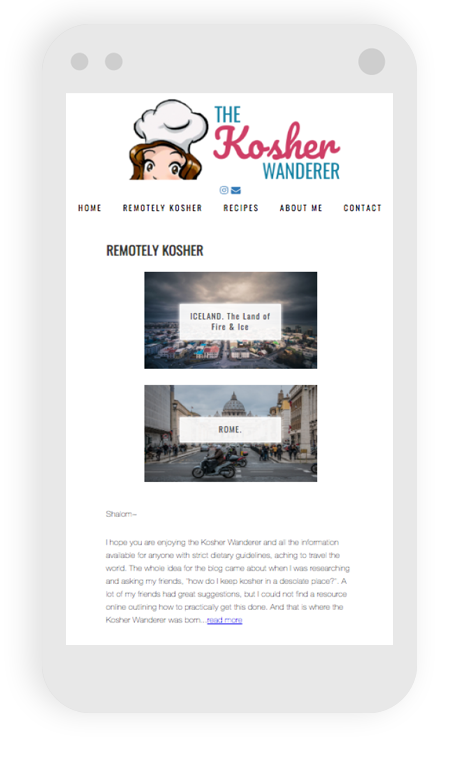 THE
Kosher
WANDERER
HOME REMOTELY KOSHER RECIPES ABOUT ME CONTACT
REMOTELY KOSHER
ICELAND. The Land of
Fire & Ice
ROME.
Shalom~
I hope you are enjoying the Kosher Wanderer and all the information
available for anyone with strict dietary guidelines, aching to travel the
world. The whole idea for the blog came about when I was researching
and asking my friends, "how do I keep kosher in a desolate place?". A
lot of my friends had great suggestions, but I could not find a resource
online outlining how to practically get this done. And that is where the
Kosher Wanderer was born...read more